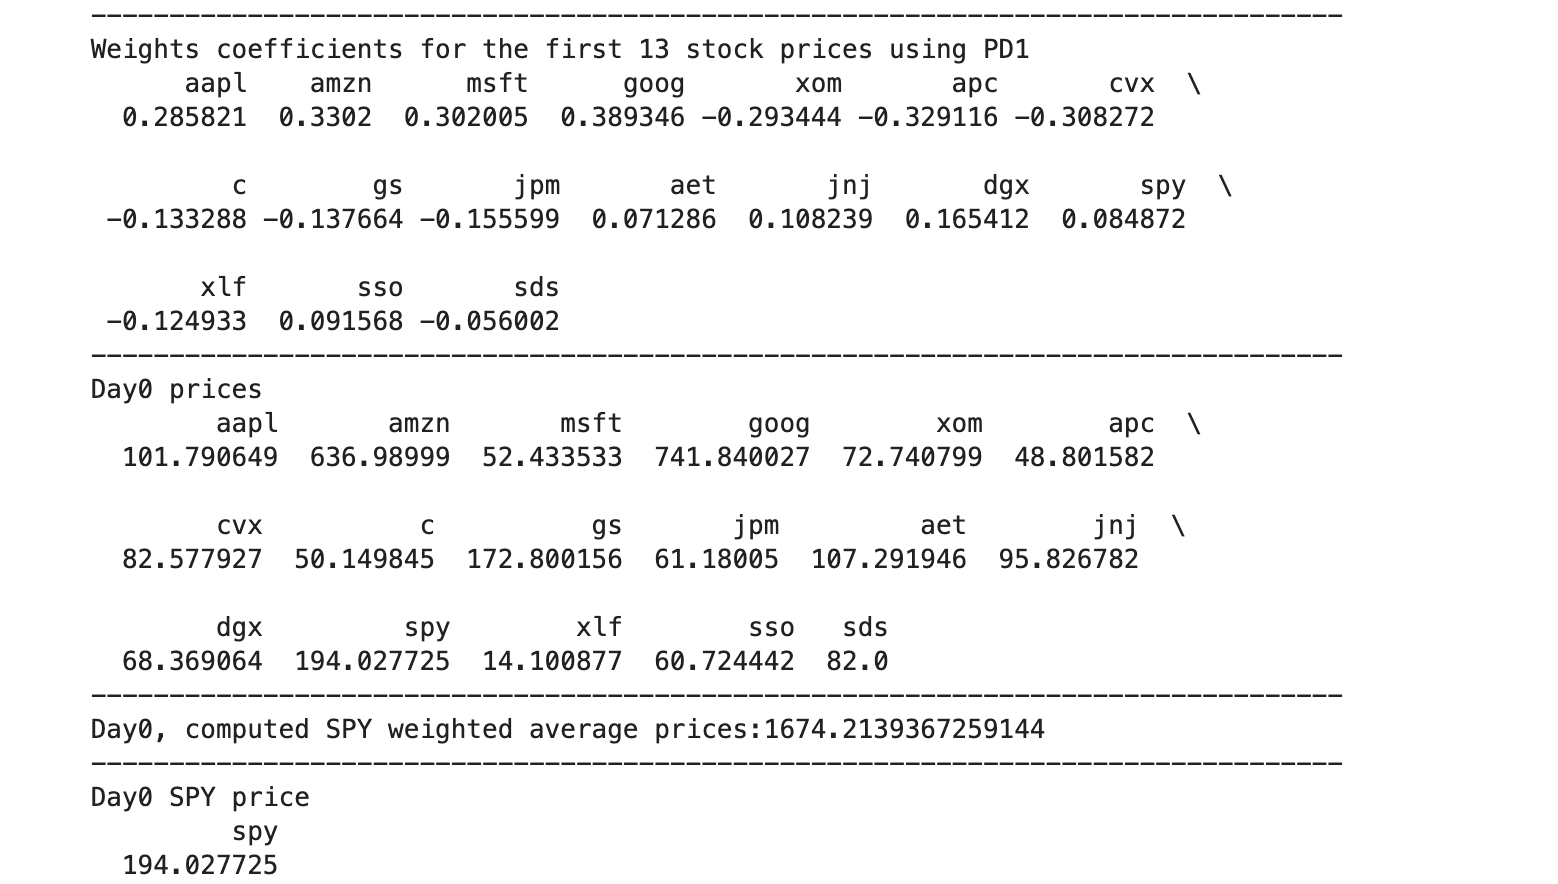 --------------------------------------------------------------------------------
Weights coefficients for the first 13 stock prices using PD1
      aapl    amzn      msft      goog       xom       apc       cvx  \
  0.285821  0.3302  0.302005  0.389346 -0.293444 -0.329116 -0.308272

         c        gs       jpm       aet       jnj       dgx       spy  \
 -0.133288 -0.137664 -0.155599  0.071286  0.108239  0.165412  0.084872

       xlf       sso       sds
 -0.124933  0.091568 -0.056002
--------------------------------------------------------------------------------
Day0 prices
        aapl       amzn       msft        goog        xom        apc  \
  101.790649  636.98999  52.433533  741.840027  72.740799  48.801582

        cvx          c          gs       jpm         aet        jnj  \
  82.577927  50.149845  172.800156  61.18005  107.291946  95.826782

        dgx         spy        xlf        sso   sds
  68.369064  194.027725  14.100877  60.724442  82.0
--------------------------------------------------------------------------------
Day0, computed SPY weighted average prices:1674.2139367259144
--------------------------------------------------------------------------------
Day0 SPY price
         spy
  194.027725